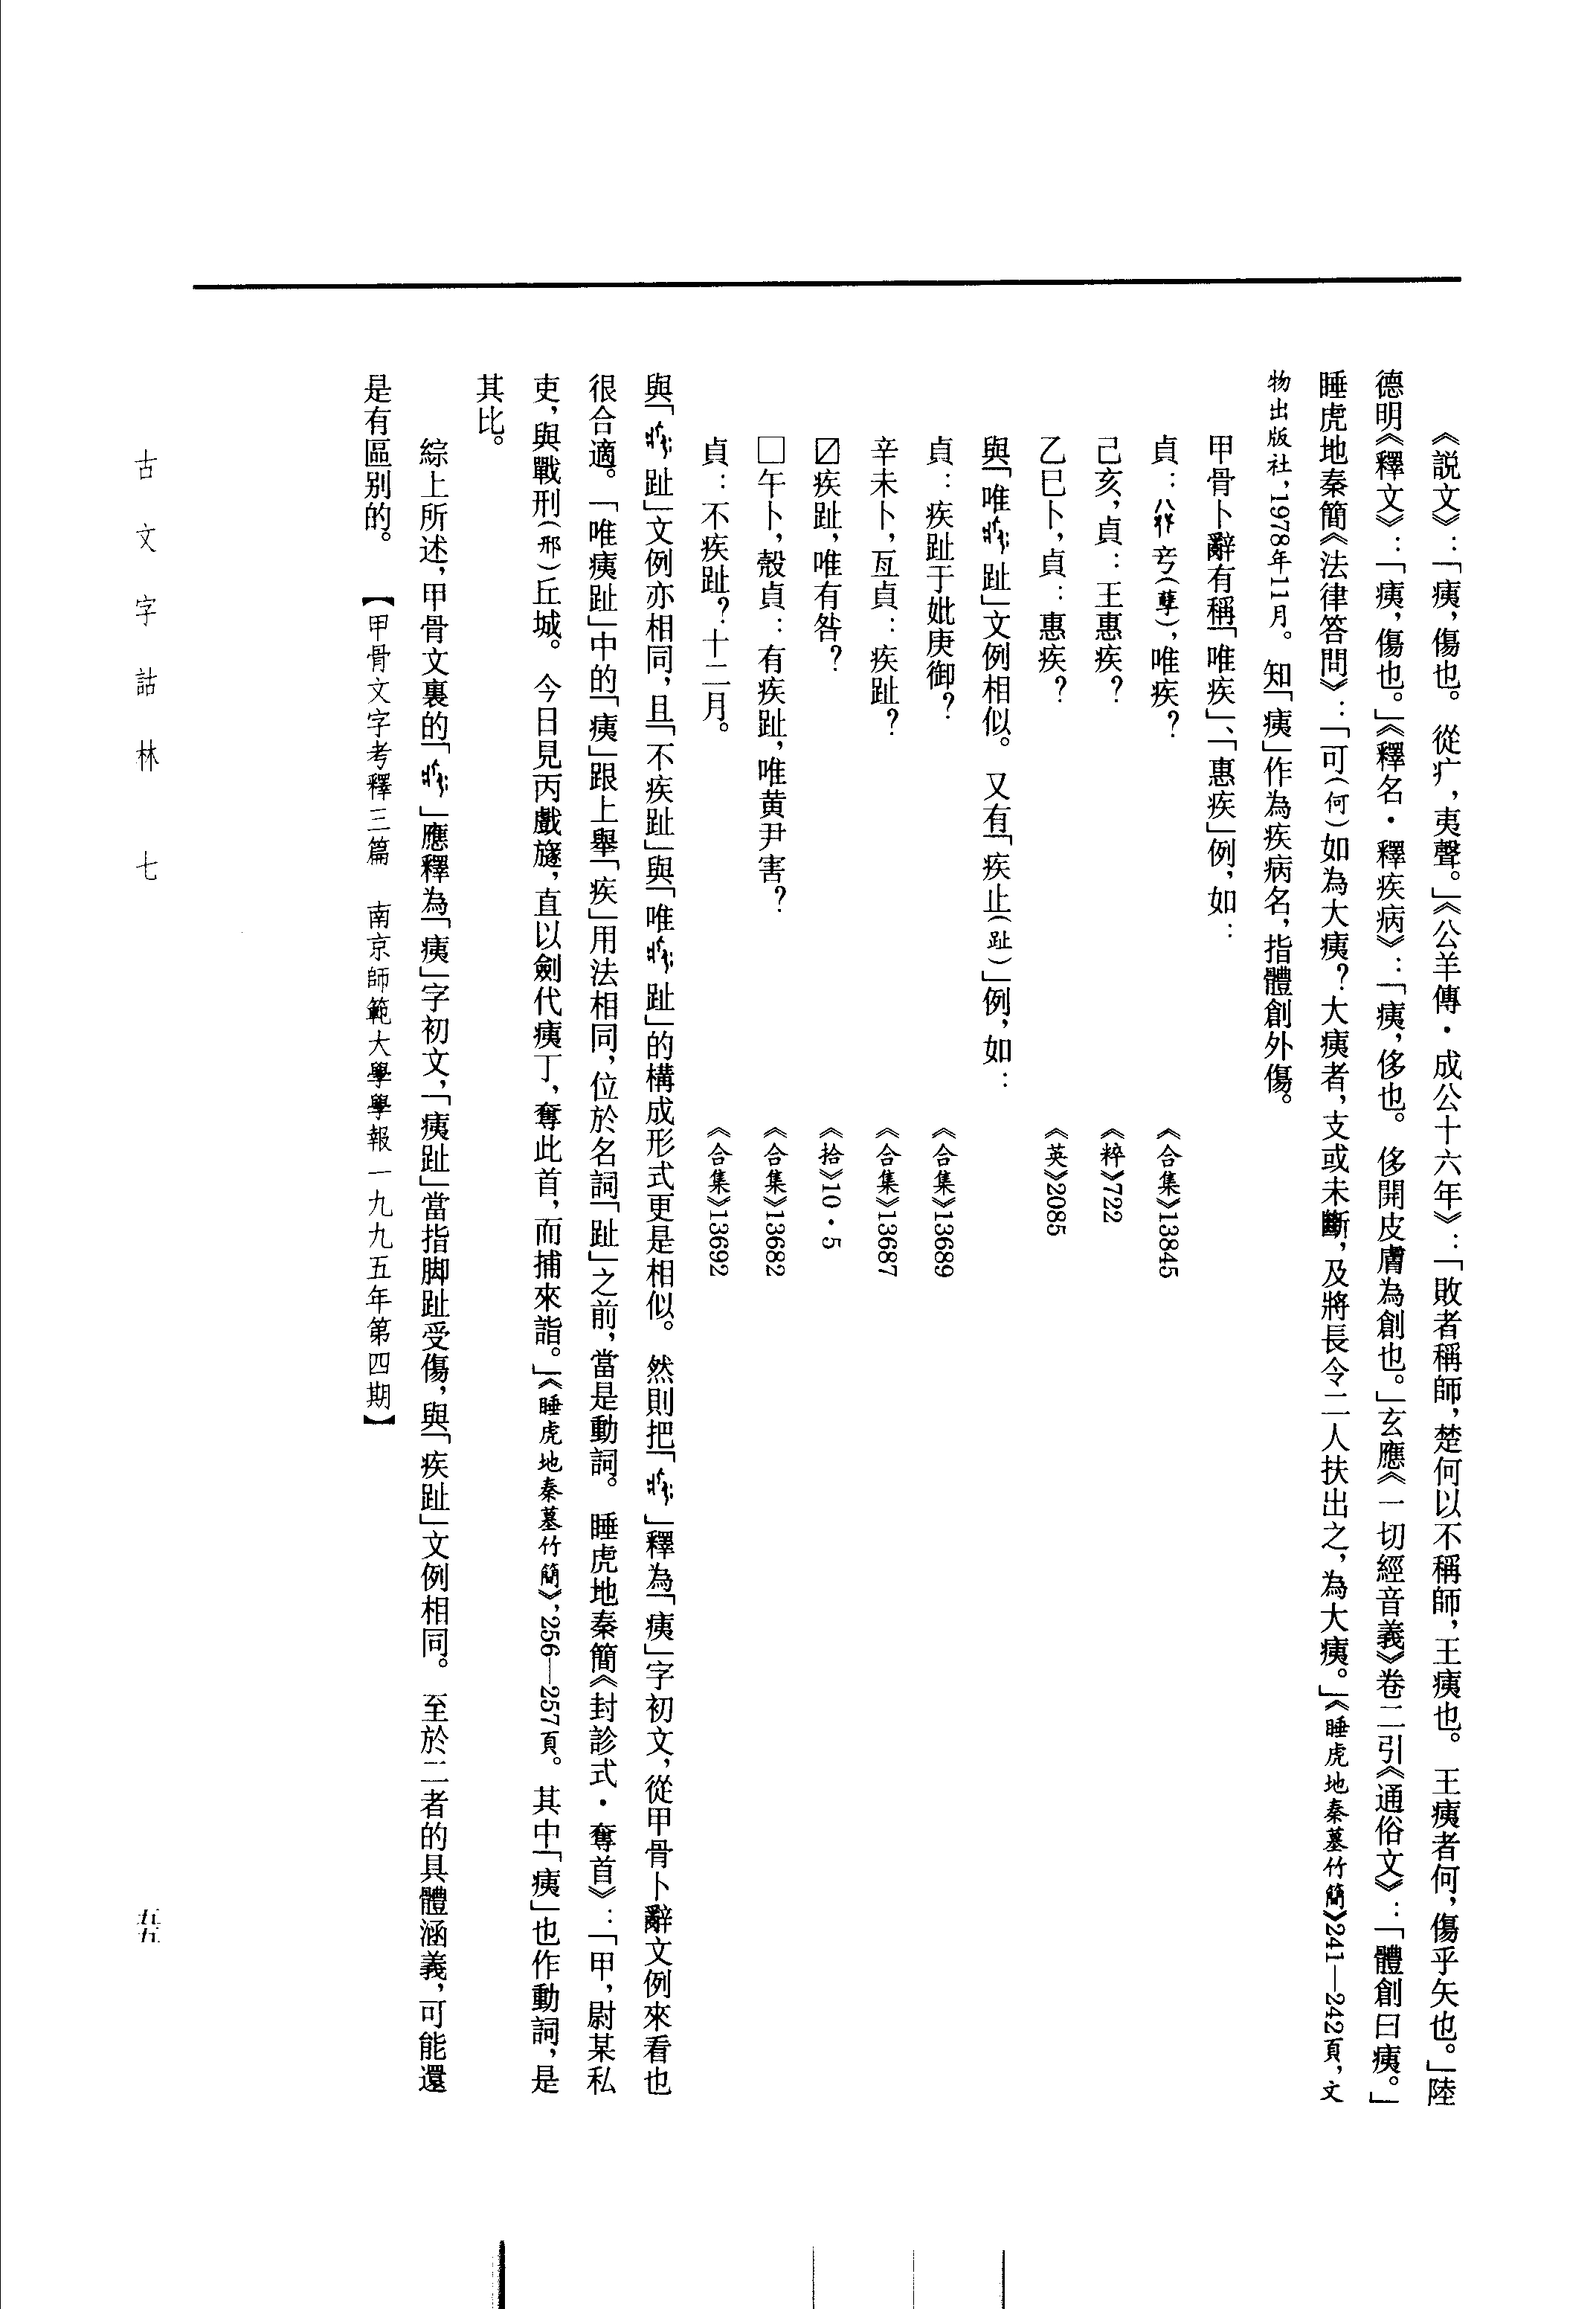 《説文》：「痍，傷也。從疒，夷聲。」《公羊傳·成公十六年》：「敗者稱師，楚何以不稱師，王痍也。王痍者何，傷乎矢也。」陸
德明《釋文》：「痍，傷也。」《釋名·釋疾病》：「痍，侈也。侈開皮膚為創也。」玄應《一切經音義》卷二引《通俗文》：「體創曰痍。」
睡虎地秦簡《法律答問》：「可（何）如為大痍？大痍者，支或未斷，及將長令二人扶出之，為大痍。」《睡虎地秦墓竹簡》241—242頁，文
物出版社，1978年11月。知「痍」作為疾病名，指體創外傷。
甲骨卜辭有稱「唯疾」、「惠疾」例，如：
貞：䇂（孽），唯疾？《合集》13845
己亥，貞：王惠疾？《粹》722
乙巳卜，貞：惠疾？《英》2085
與「唯趾」文例相似。又有「疾止（趾）」例，如：
貞：疾趾于妣庚御？《合集》13689
辛未卜，亙貞：疾趾？《合集》13687
☑疾趾，唯有咎？《拾》10·5
□午卜，殼貞：有疾趾，唯黄尹害？《合集》13682
貞：不疾趾？十二月。《合集》13692
與「趾」文例亦相同，且「不疾趾」與「唯趾」的構成形式更是相似。然則把「」釋為「痍」字初文，從甲骨卜辭文例來看也
很合適。「唯痍趾」中的「痍」跟上舉「疾」用法相同，位於名詞「趾」之前，當是動詞。睡虎地秦簡《封診式·奪首》：「甲，尉某私
吏，與戰刑（邢）丘城。今日見丙戲旞，直以劍伐痍丁，奪此首，而捕來詣。」《睡虎地秦墓竹簡》，256—257頁。其中「痍」也作動詞，是
其比。
綜上所述，甲骨文裏的「」應釋為「痍」字初文，「痍趾」當指脚趾受傷，與「疾趾」文例相同。至於二者的具體涵義，可能還
是有區别的。【甲骨文字考釋三篇 南京師範大學學報一九九五年第四期】
古文字詁林 七
五五